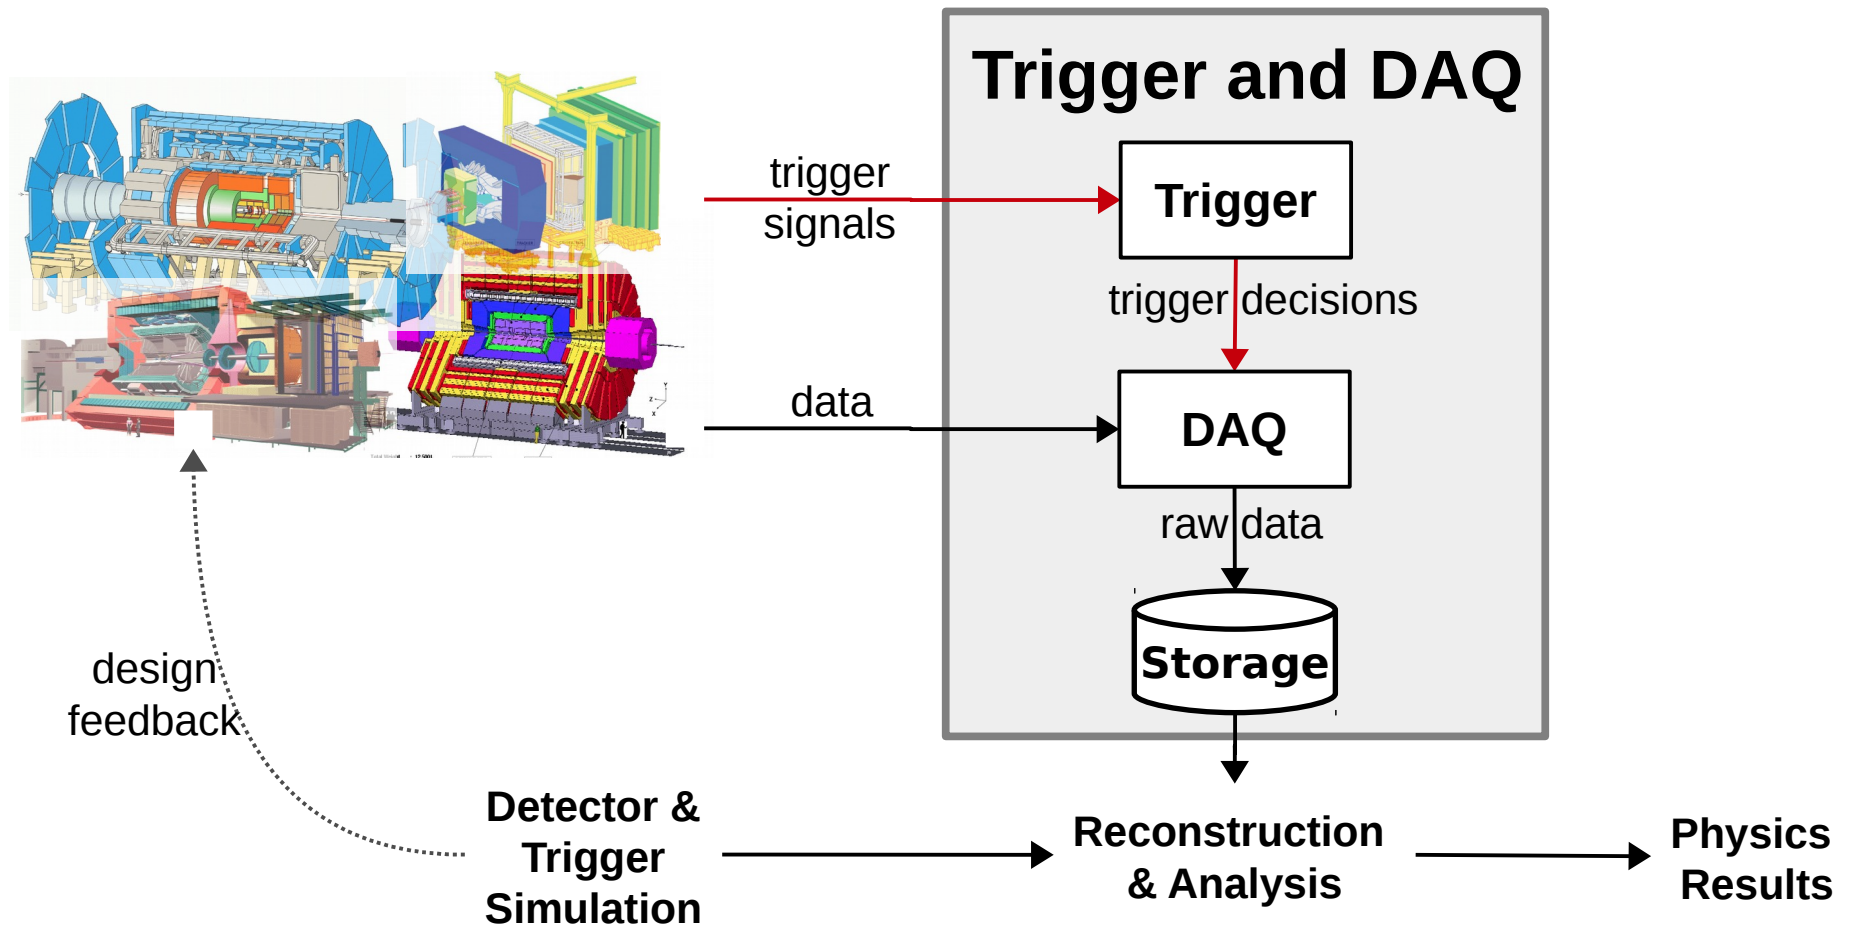 Trigger and DAQ
trigger
signals
Trigger
trigger decisions
data
DAQ
raw data
Storage
design
feedback
Detector &
Trigger
Simulation
Reconstruction
& Analysis
Physics
Results